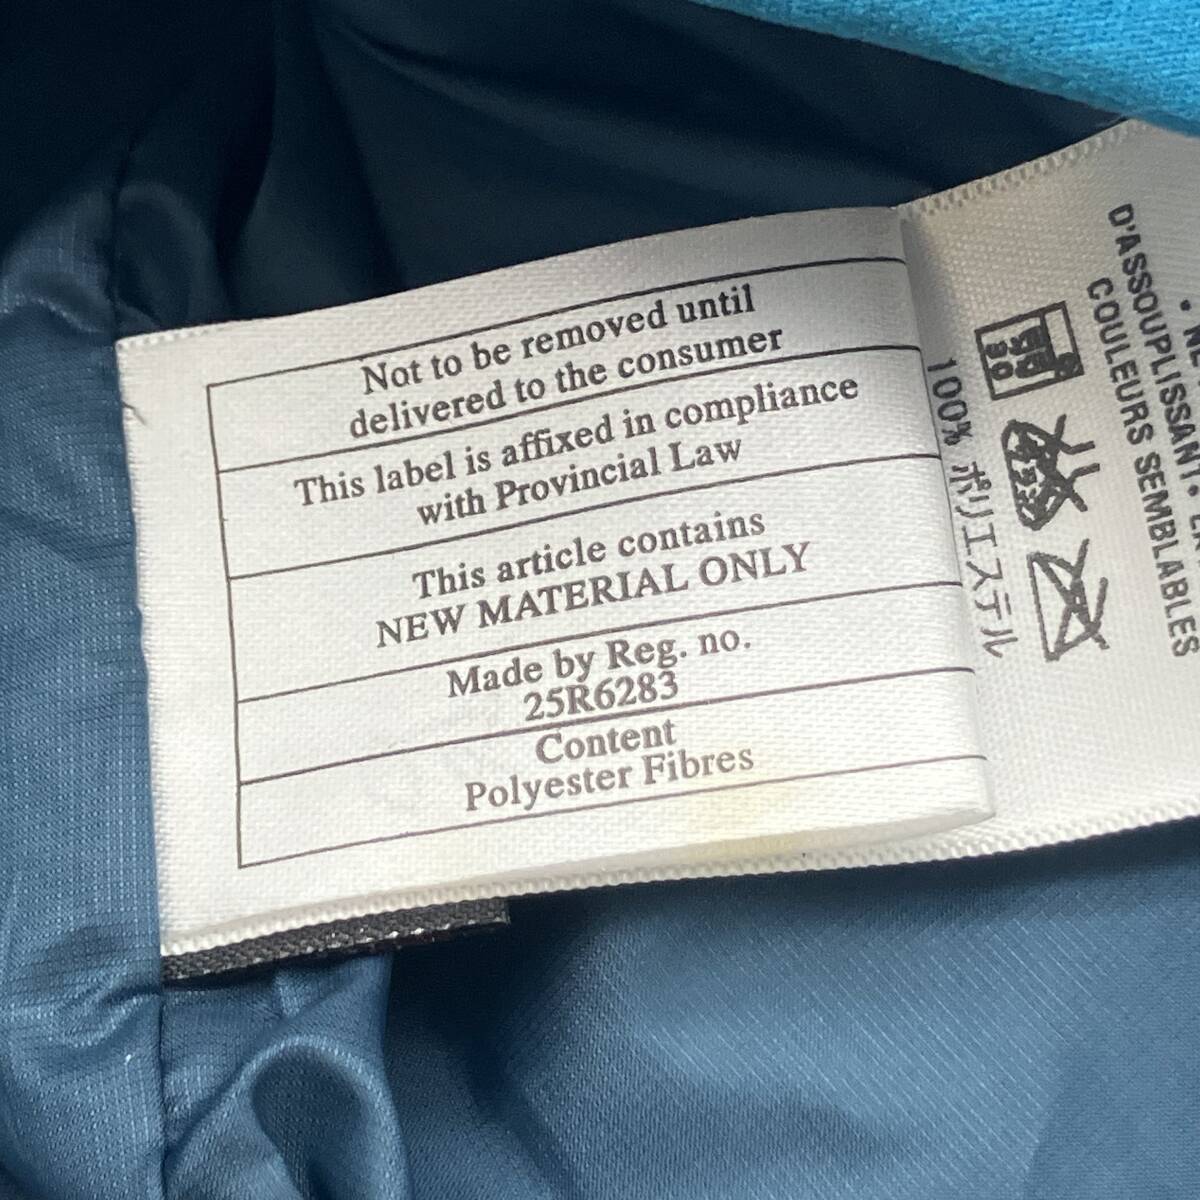 Not to be removed until
delivered to the consumer
This label is affixed in compliance
with Provincial Law
This article contains
NEW MATERIAL ONLY
Made by Reg. no.
25R6283
Content
Polyester Fibres
100% ポリエステル
D'ASSOUPLISSANT
COULEURS SEMBLABLES